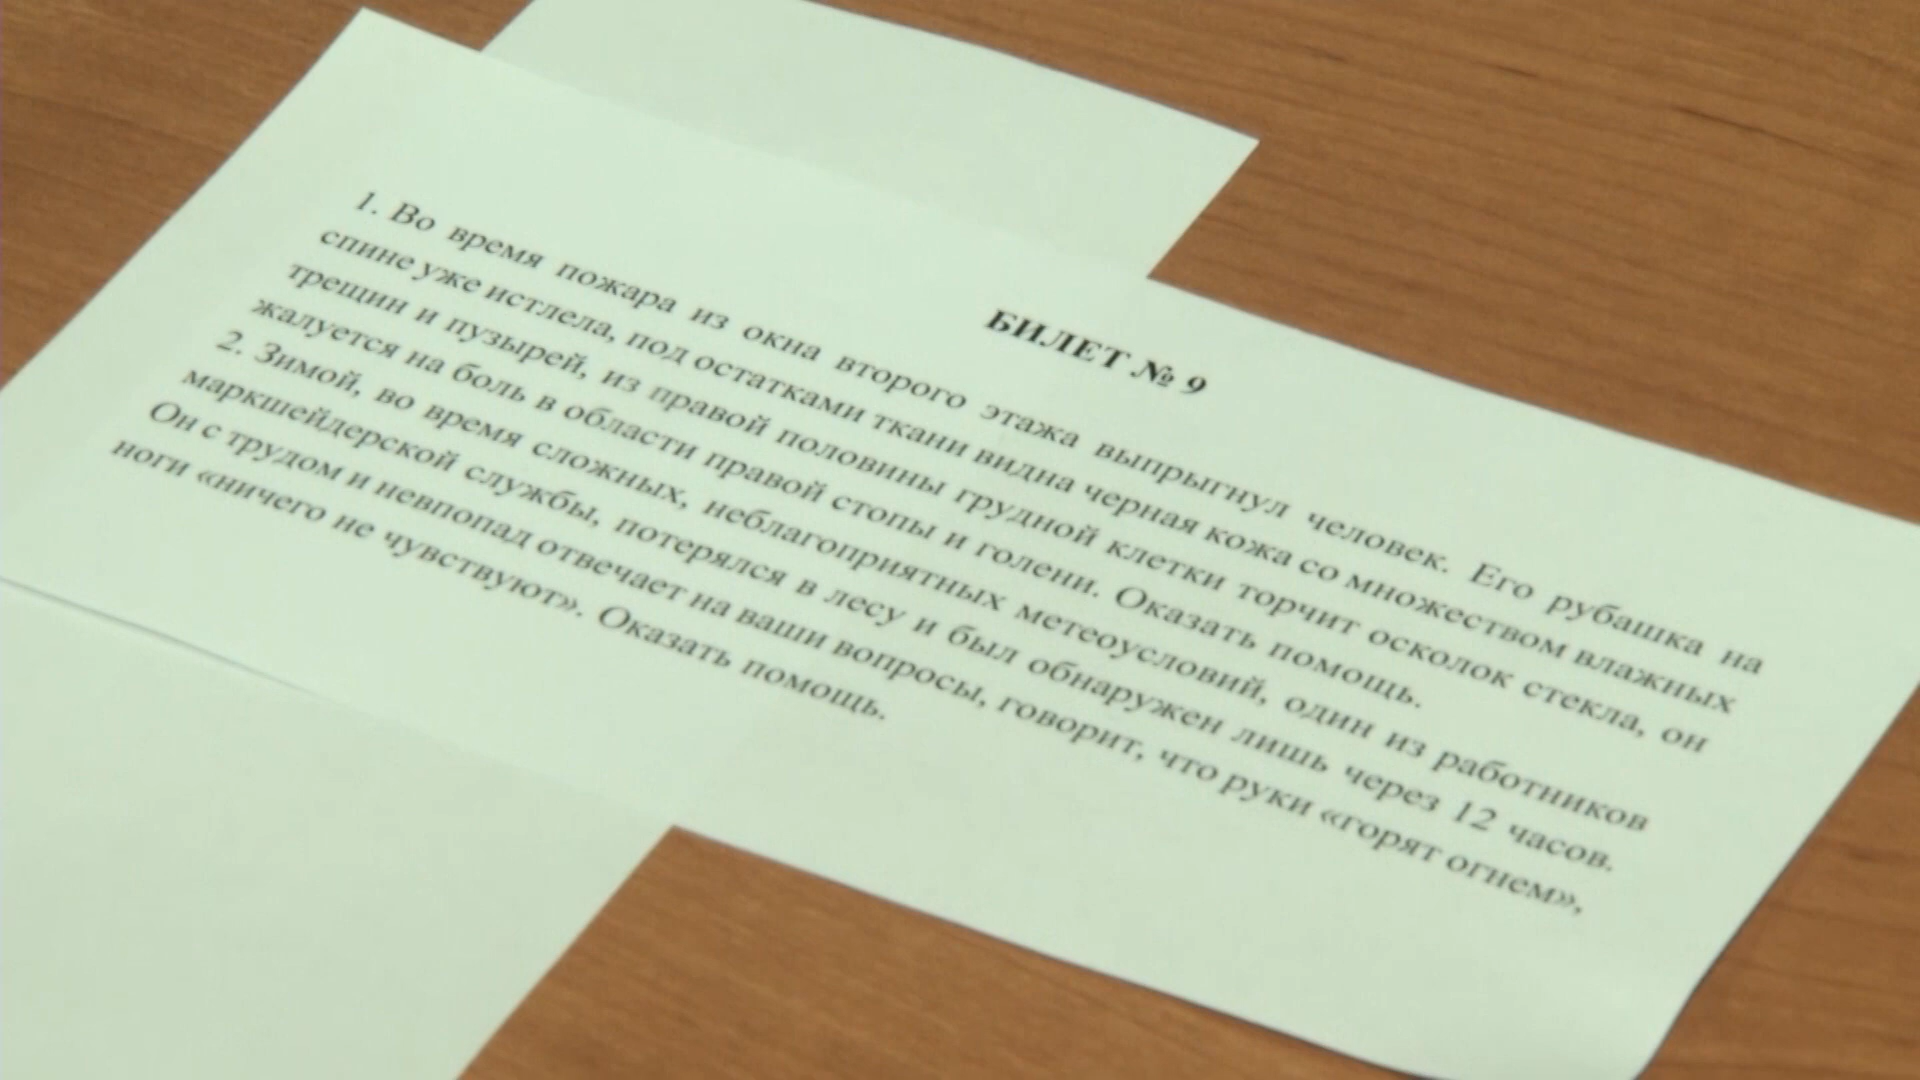 БИЛЕТ № 9
1. Во время пожара из окна второго этажа выпрыгнул человек. Его рубашка на
спине уже истлела, под остатками ткани видна черная кожа со множеством влажных
трещин и пузырей, из правой половины грудной клетки торчит осколок стекла, он
жалуется на боль в области правой стопы и голени. Оказать помощь.
2. Зимой, во время сложных, неблагоприятных метеоусловий, один из работников
маркшейдерской службы, потерялся в лесу и был обнаружен лишь через 12 часов.
Он с трудом и невпопад отвечает на ваши вопросы, говорит, что руки «горят огнем»,
ноги «ничего не чувствуют». Оказать помощь.